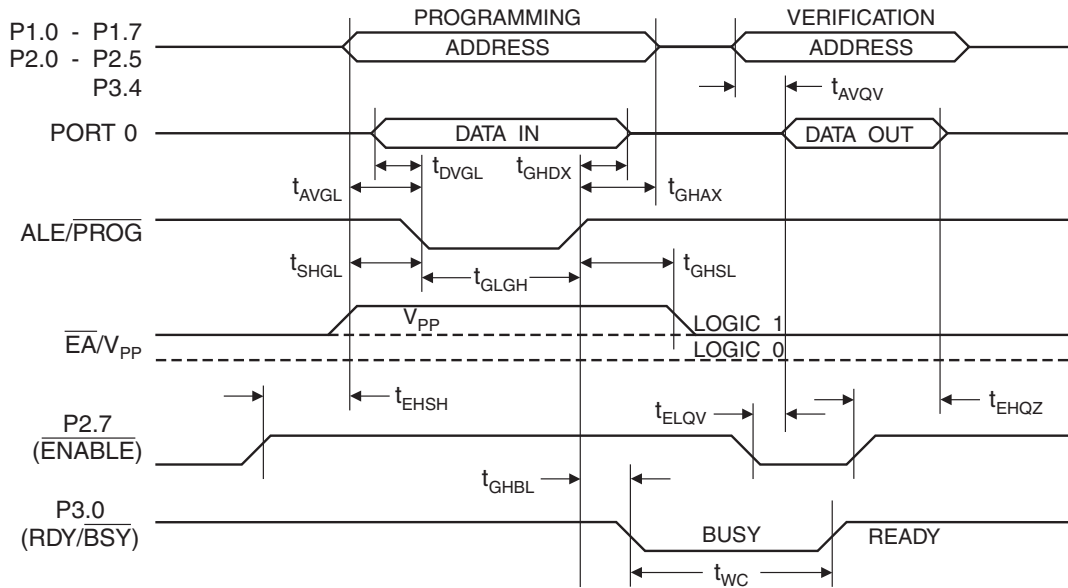 PROGRAMMING VERIFICATION
P1.0 - P1.7
P2.0 - P2.5
P3.4
ADDRESS ADDRESS
tAVQV
PORT 0 DATA IN DATA OUT
tDVGL tGHDX
tAVGL tGHAX
ALE/PROG
tSHGL tGLGH tGHSL
EA/VPP
VPP LOGIC 1
LOGIC 0
tEHSH tELQV tEHQZ
P2.7
(ENABLE)
tGHBL
P3.0
(RDY/BSY)
BUSY READY
tWC